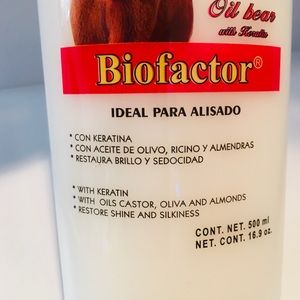 Oil bear
with Keratin
Biofactor®
IDEAL PARA ALISADO
* CON KERATINA
* CON ACEITE DE OLIVO, RICINO Y ALMENDRAS
* RESTAURA BRILLO Y SEDOCIDAD
* WITH KERATIN
* WITH OILS CASTOR, OLIVA AND ALMONDS
* RESTORE SHINE AND SILKINESS
CONT. NET. 500 ml
NET. CONT. 16.9 oz.